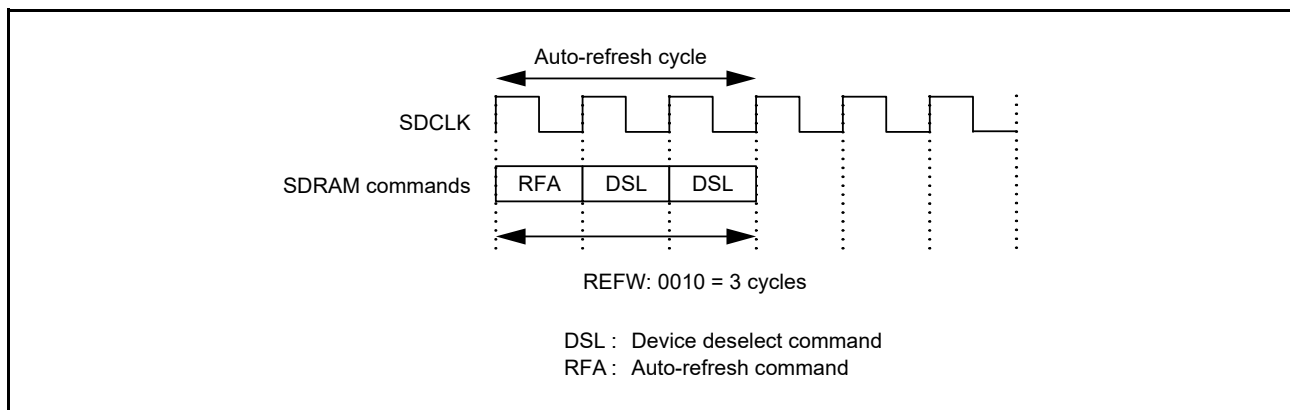 Auto-refresh cycle
SDCLK
SDRAM commands RFA DSL DSL
REFW: 0010 = 3 cycles
DSL : Device deselect command
RFA : Auto-refresh command